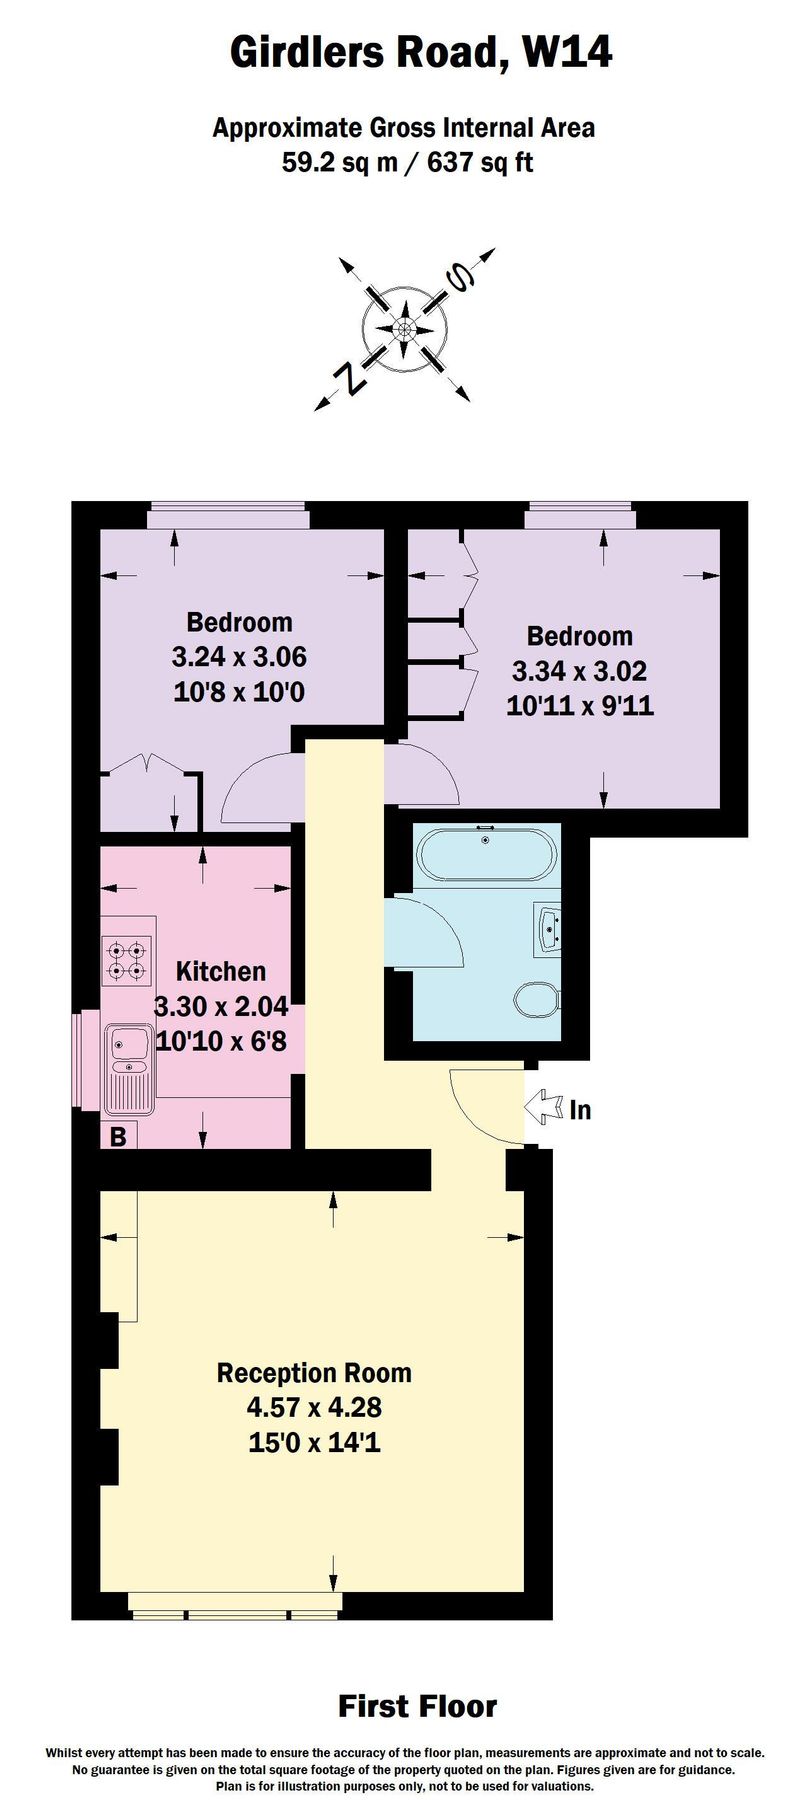 Girdlers Road, W14
Approximate Gross Internal Area
59.2 sq m / 637 sq ft
S
N
Bedroom
3.24 x 3.06
10'8 x 10'0
Bedroom
3.34 x 3.02
10'11 x 9'11
Kitchen
3.30 x 2.04
10'10 x 6'8
B
In
Reception Room
4.57 x 4.28
15'0 x 14'1
First Floor
Whilst every attempt has been made to ensure the accuracy of the floor plan, measurements are approximate and not to scale.
No guarantee is given on the total square footage of the property quoted on the plan. Figures given are for guidance.
Plan is for illustration purposes only, not to be used for valuations.